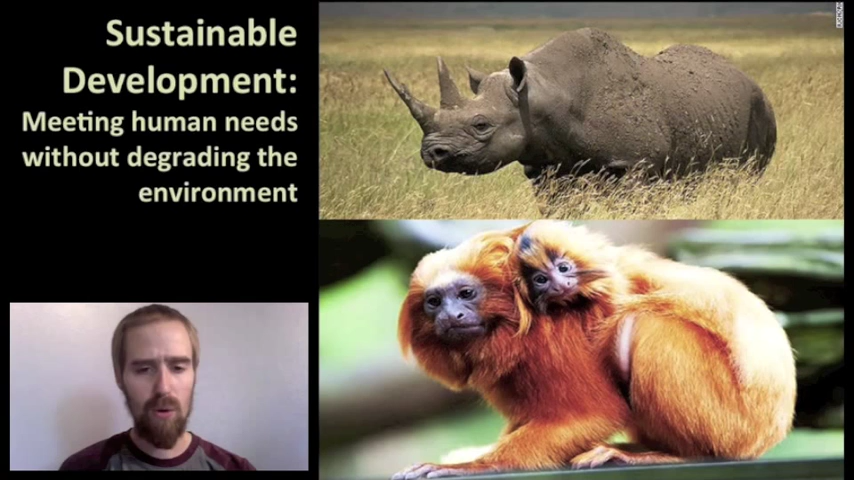 Sustainable
Development:
Meeting human needs
without degrading the
environment